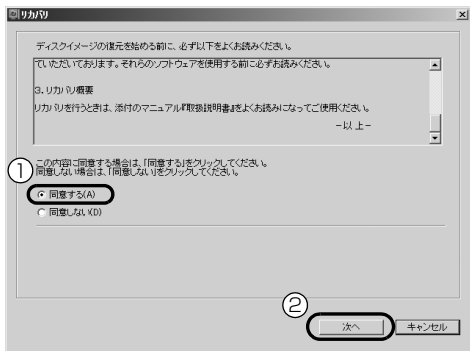 リカバリ
ディスクイメージの復元を始める前に、必ず以下をよくお読みください。
ていただいております。それらのソフトウェアを使用する前に必ずお読みください。
3. リカバリ概要
リカバリを行うときは、添付のマニュアル『取扱説明書』をよくお読みになってご使用ください。
－以 上－
①
この内容に同意する場合は、「同意する」をクリックしてください。
同意しない場合は、「同意しない」をクリックしてください。
同意する(A)
同意しない(D)
②
次へ
キャンセル